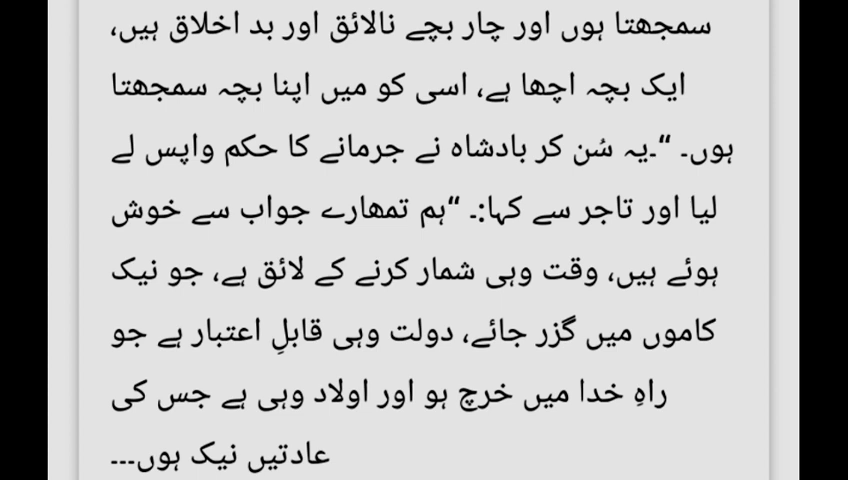 سمجھتا ہوں اور چار بچے نالائق اور بد اخلاق ہیں،
ایک بچہ اچھا ہے، اسی کو میں اپنا بچہ سمجھتا
ہوں۔ “۔یہ سُن کر بادشاہ نے جرمانے کا حکم واپس لے
لیا اور تاجر سے کہا:۔ “ہم تمھارے جواب سے خوش
ہوئے ہیں، وقت وہی شمار کرنے کے لائق ہے، جو نیک
کاموں میں گزر جائے، دولت وہی قابلِ اعتبار ہے جو
راہِ خدا میں خرچ ہو اور اولاد وہی ہے جس کی
عادتیں نیک ہوں۔۔۔